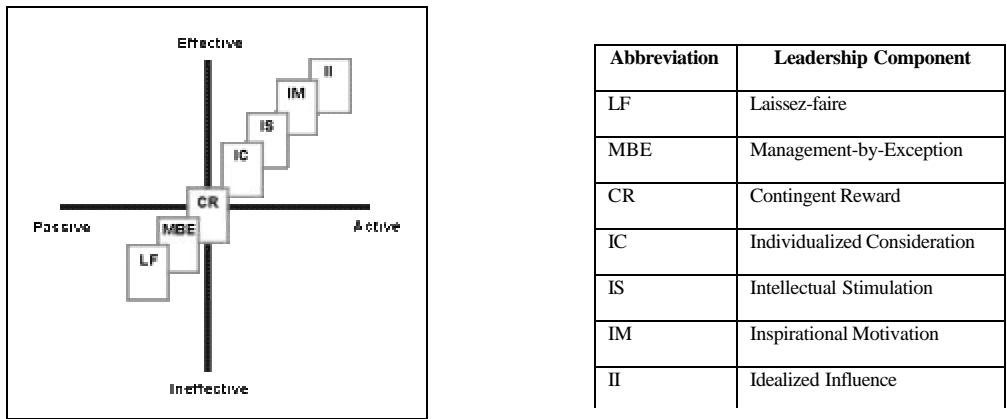 Effective
II
IM
IS
IC
CR
Passive
Active
MBE
LF
Ineffective
Abbreviation Leadership Component
LF Laissez-faire
MBE Management-by-Exception
CR Contingent Reward
IC Individualized Consideration
IS Intellectual Stimulation
IM Inspirational Motivation
II Idealized Influence